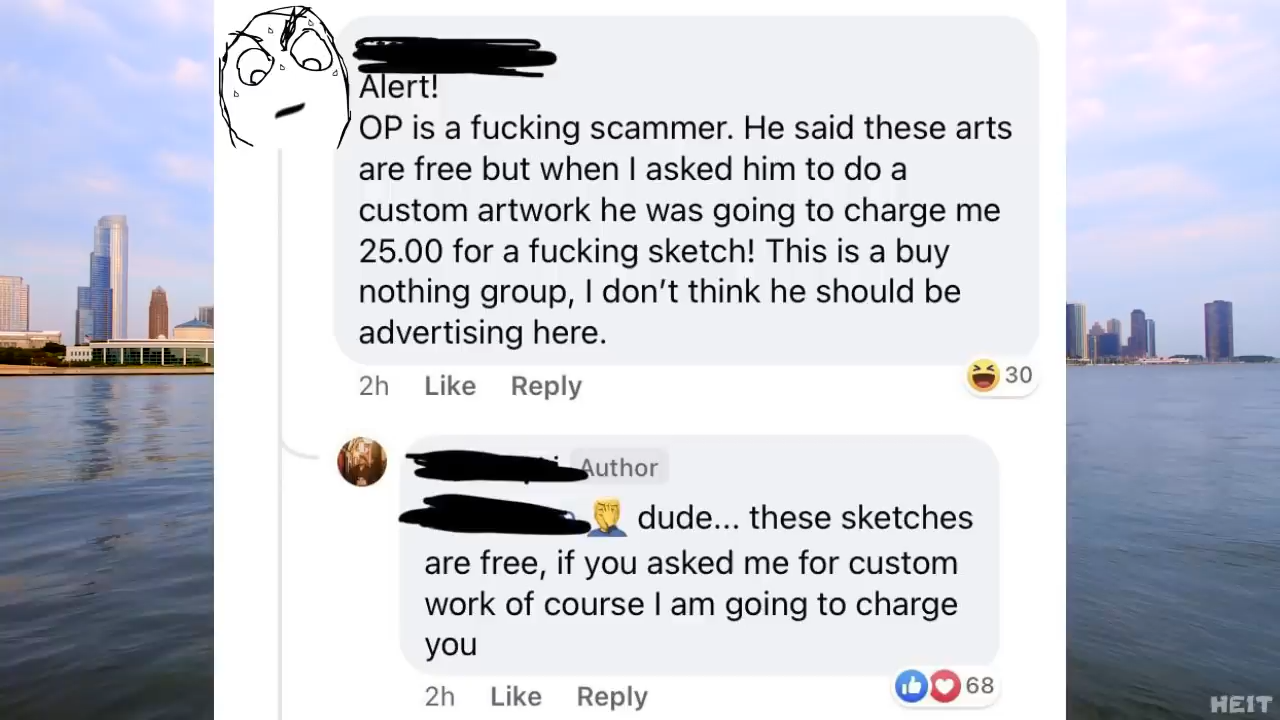 Alert!
OP is a fucking scammer. He said these arts
are free but when I asked him to do a
custom artwork he was going to charge me
25.00 for a fucking sketch! This is a buy
nothing group, I don’t think he should be
advertising here.
2h Like Reply 30
Author
dude... these sketches
are free, if you asked me for custom
work of course I am going to charge
you
2h Like Reply 68
HEIT